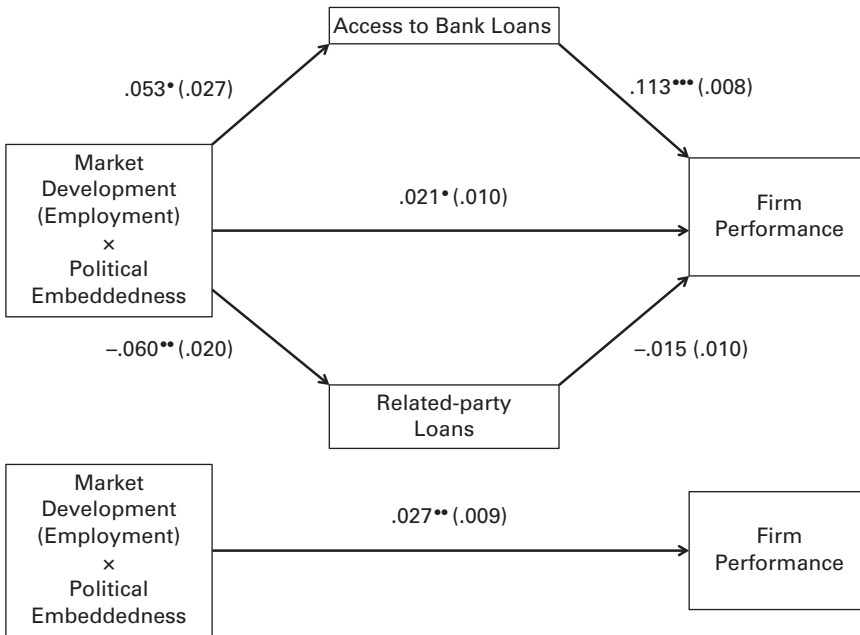 Access to Bank Loans
.053• (.027)
.113••• (.008)
Market
Development
(Employment)
×
Political
Embeddedness
.021• (.010)
Firm
Performance
–.060•• (.020)
–.015 (.010)
Related-party
Loans
Market
Development
(Employment)
×
Political
Embeddedness
.027•• (.009)
Firm
Performance